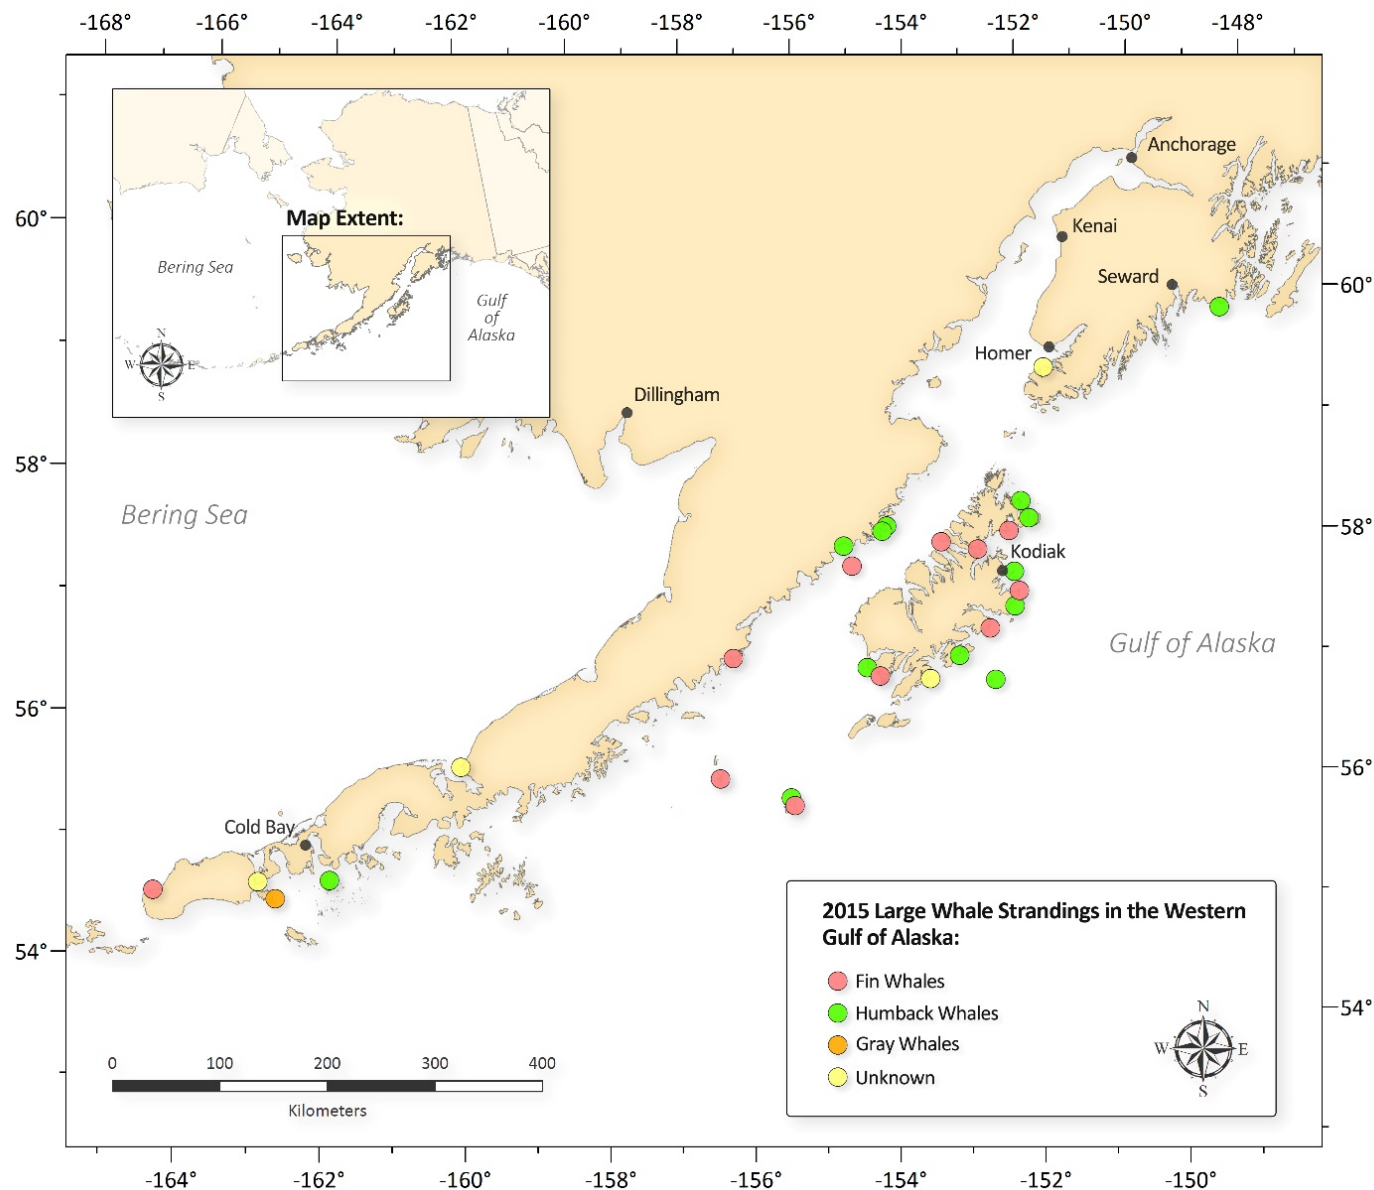 -168° -166° -164° -162° -160° -158° -156° -154° -152° -150° -148°
Anchorage
Kenai
Seward
Homer
60°
60°
Map Extent:
Bering Sea
Gulf
of
Alaska
N
W E
S
Dillingham
58°
Bering Sea
58°
Kodiak
Gulf of Alaska
56°
56°
Cold Bay
54°
2015 Large Whale Strandings in the Western
Gulf of Alaska:
Fin Whales
Humback Whales
Gray Whales
Unknown
N
W E
S
54°
0 100 200 300 400
Kilometers
-164° -162° -160° -158° -156° -154° -152° -150°